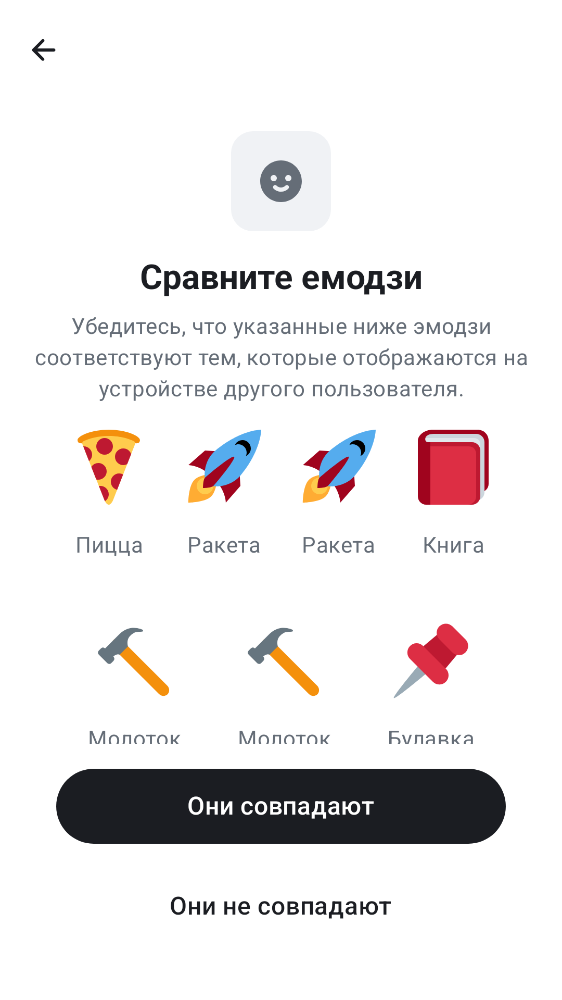 Сравните емодзи
Убедитесь, что указанные ниже эмодзи
соответствуют тем, которые отображаются на
устройстве другого пользователя.
Пицца Ракета Ракета Книга
Молоток Молоток Булавка
Они совпадают
Они не совпадают